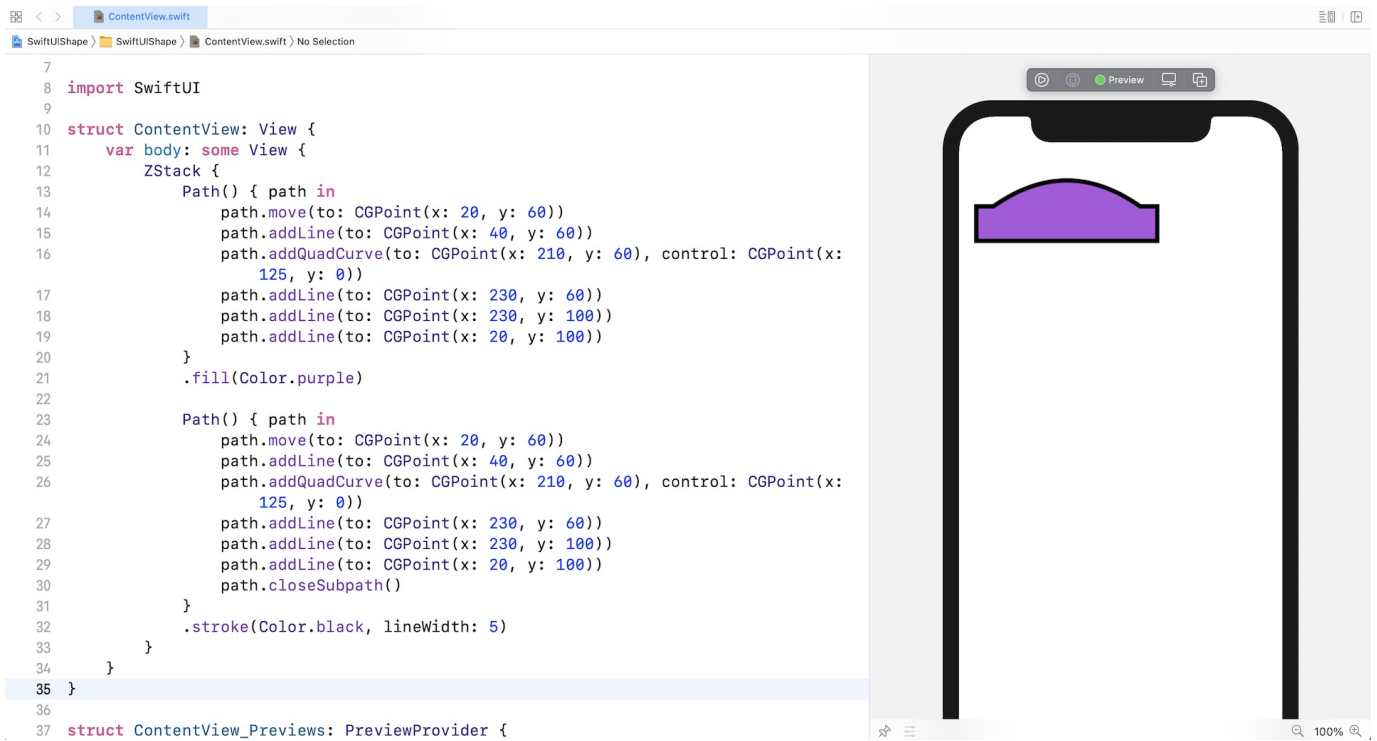 ContentView.swift
SwiftUIShape 〉 SwiftUIShape 〉 ContentView.swift 〉 No Selection
7
8 import SwiftUI
9
10 struct ContentView: View {
11     var body: some View {
12         ZStack {
13             Path() { path in
14                 path.move(to: CGPoint(x: 20, y: 60))
15                 path.addLine(to: CGPoint(x: 40, y: 60))
16                 path.addQuadCurve(to: CGPoint(x: 210, y: 60), control: CGPoint(x:
                    125, y: 0))
17                 path.addLine(to: CGPoint(x: 230, y: 60))
18                 path.addLine(to: CGPoint(x: 230, y: 100))
19                 path.addLine(to: CGPoint(x: 20, y: 100))
20             }
21             .fill(Color.purple)
22
23             Path() { path in
24                 path.move(to: CGPoint(x: 20, y: 60))
25                 path.addLine(to: CGPoint(x: 40, y: 60))
26                 path.addQuadCurve(to: CGPoint(x: 210, y: 60), control: CGPoint(x:
                    125, y: 0))
27                 path.addLine(to: CGPoint(x: 230, y: 60))
28                 path.addLine(to: CGPoint(x: 230, y: 100))
29                 path.addLine(to: CGPoint(x: 20, y: 100))
30                 path.closeSubpath()
31             }
32             .stroke(Color.black, lineWidth: 5)
33         }
34     }
35 }
36
37 struct ContentView_Previews: PreviewProvider {
Preview
100%